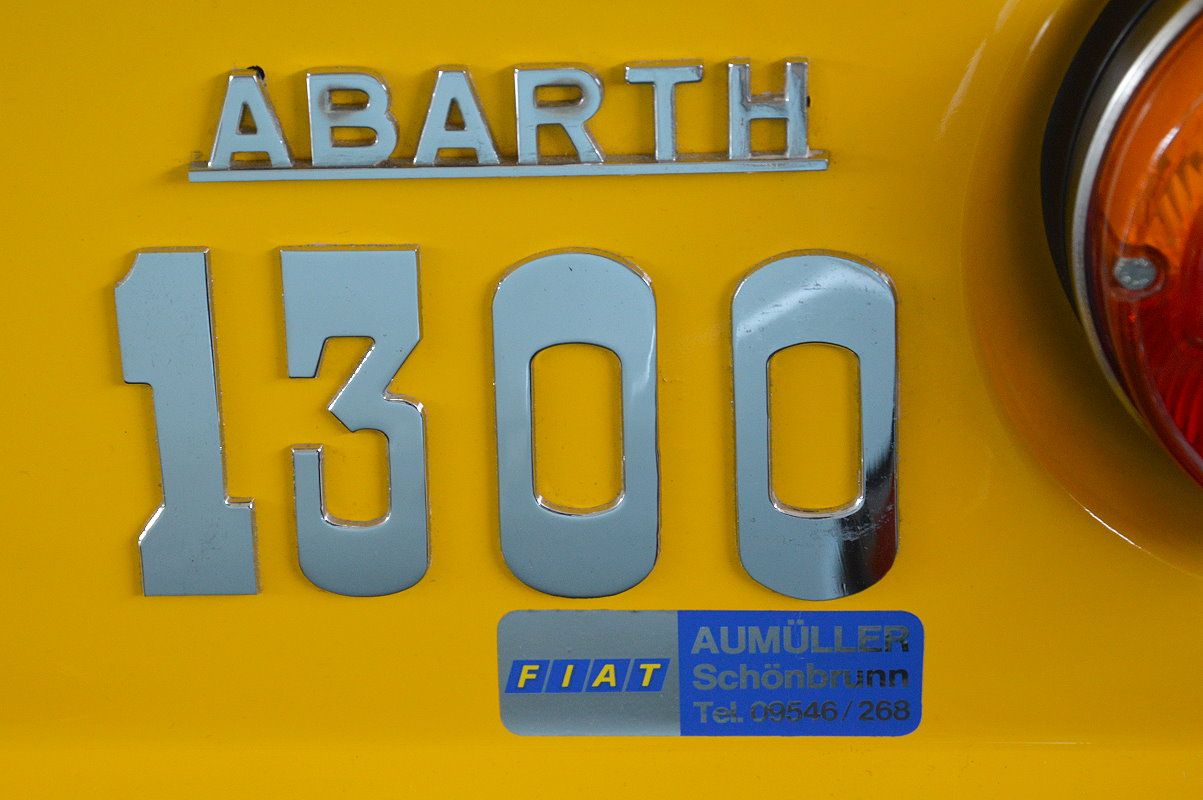 ABARTH
1300
FIAT
AUMÜLLER
Schönbrunn
Tel. 09546/268